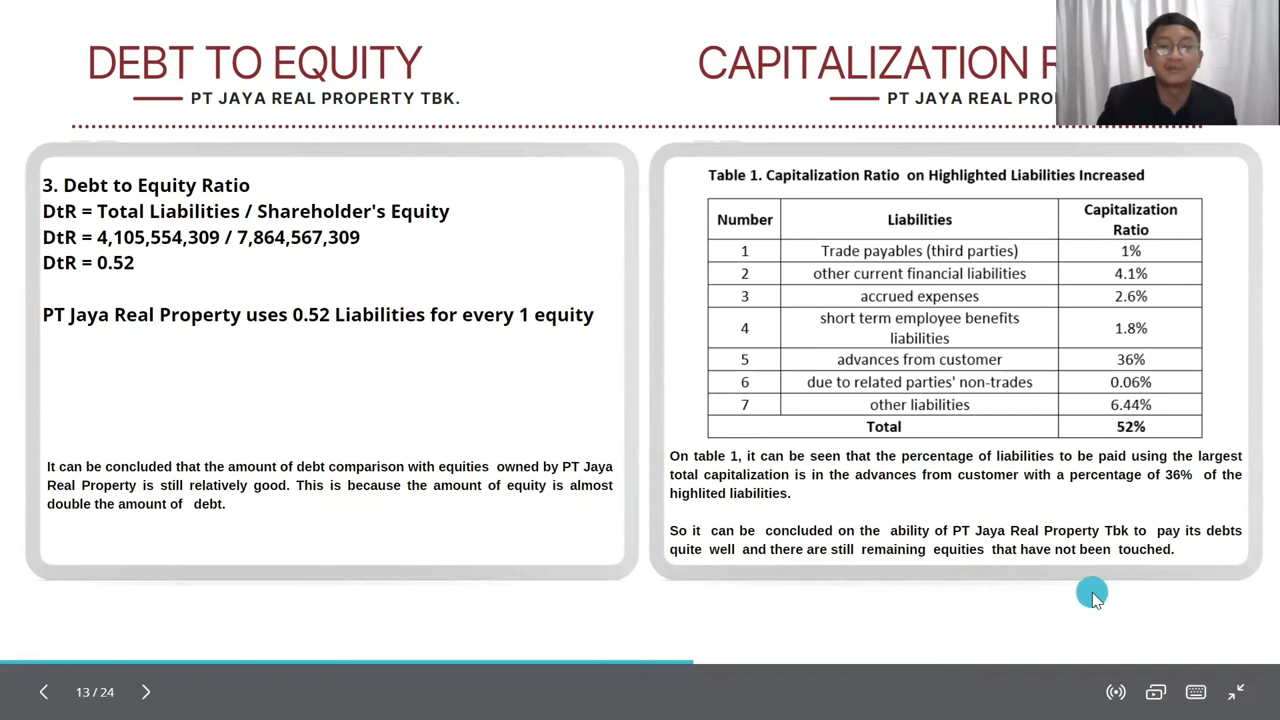 DEBT TO EQUITY
PT JAYA REAL PROPERTY TBK.
3. Debt to Equity Ratio
DtR = Total Liabilities / Shareholder's Equity
DtR = 4,105,554,309 / 7,864,567,309
DtR = 0.52
PT Jaya Real Property uses 0.52 Liabilities for every 1 equity
It can be concluded that the amount of debt comparison with equities owned by PT Jaya
Real Property is still relatively good. This is because the amount of equity is almost
double the amount of debt.
CAPITALIZATION R
PT JAYA REAL PRO
Table 1. Capitalization Ratio on Highlighted Liabilities Increased
Number Liabilities Capitalization
Ratio
1 Trade payables (third parties) 1%
2 other current financial liabilities 4.1%
3 accrued expenses 2.6%
4 short term employee benefits
liabilities 1.8%
5 advances from customer 36%
6 due to related parties' non-trades 0.06%
7 other liabilities 6.44%
Total 52%
On table 1, it can be seen that the percentage of liabilities to be paid using the largest
total capitalization is in the advances from customer with a percentage of 36% of the
highlited liabilities.
So it can be concluded on the ability of PT Jaya Real Property Tbk to pay its debts
quite well and there are still remaining equities that have not been touched.
13 / 24